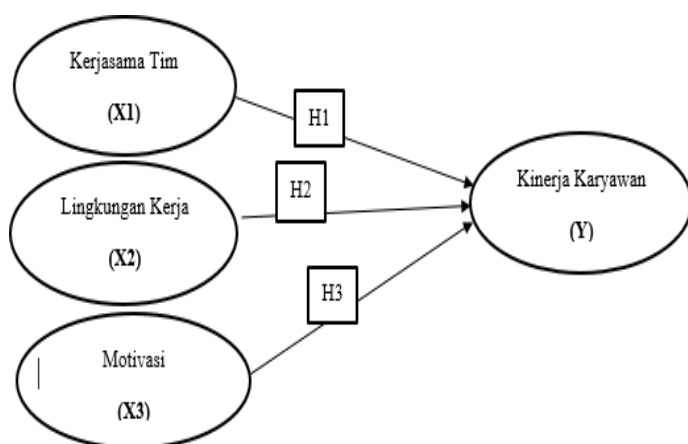 Kerjasama Tim
(X1)
H1
Lingkungan Kerja
(X2)
H2
Kinerja Karyawan
(Y)
H3
Motivasi
(X3)